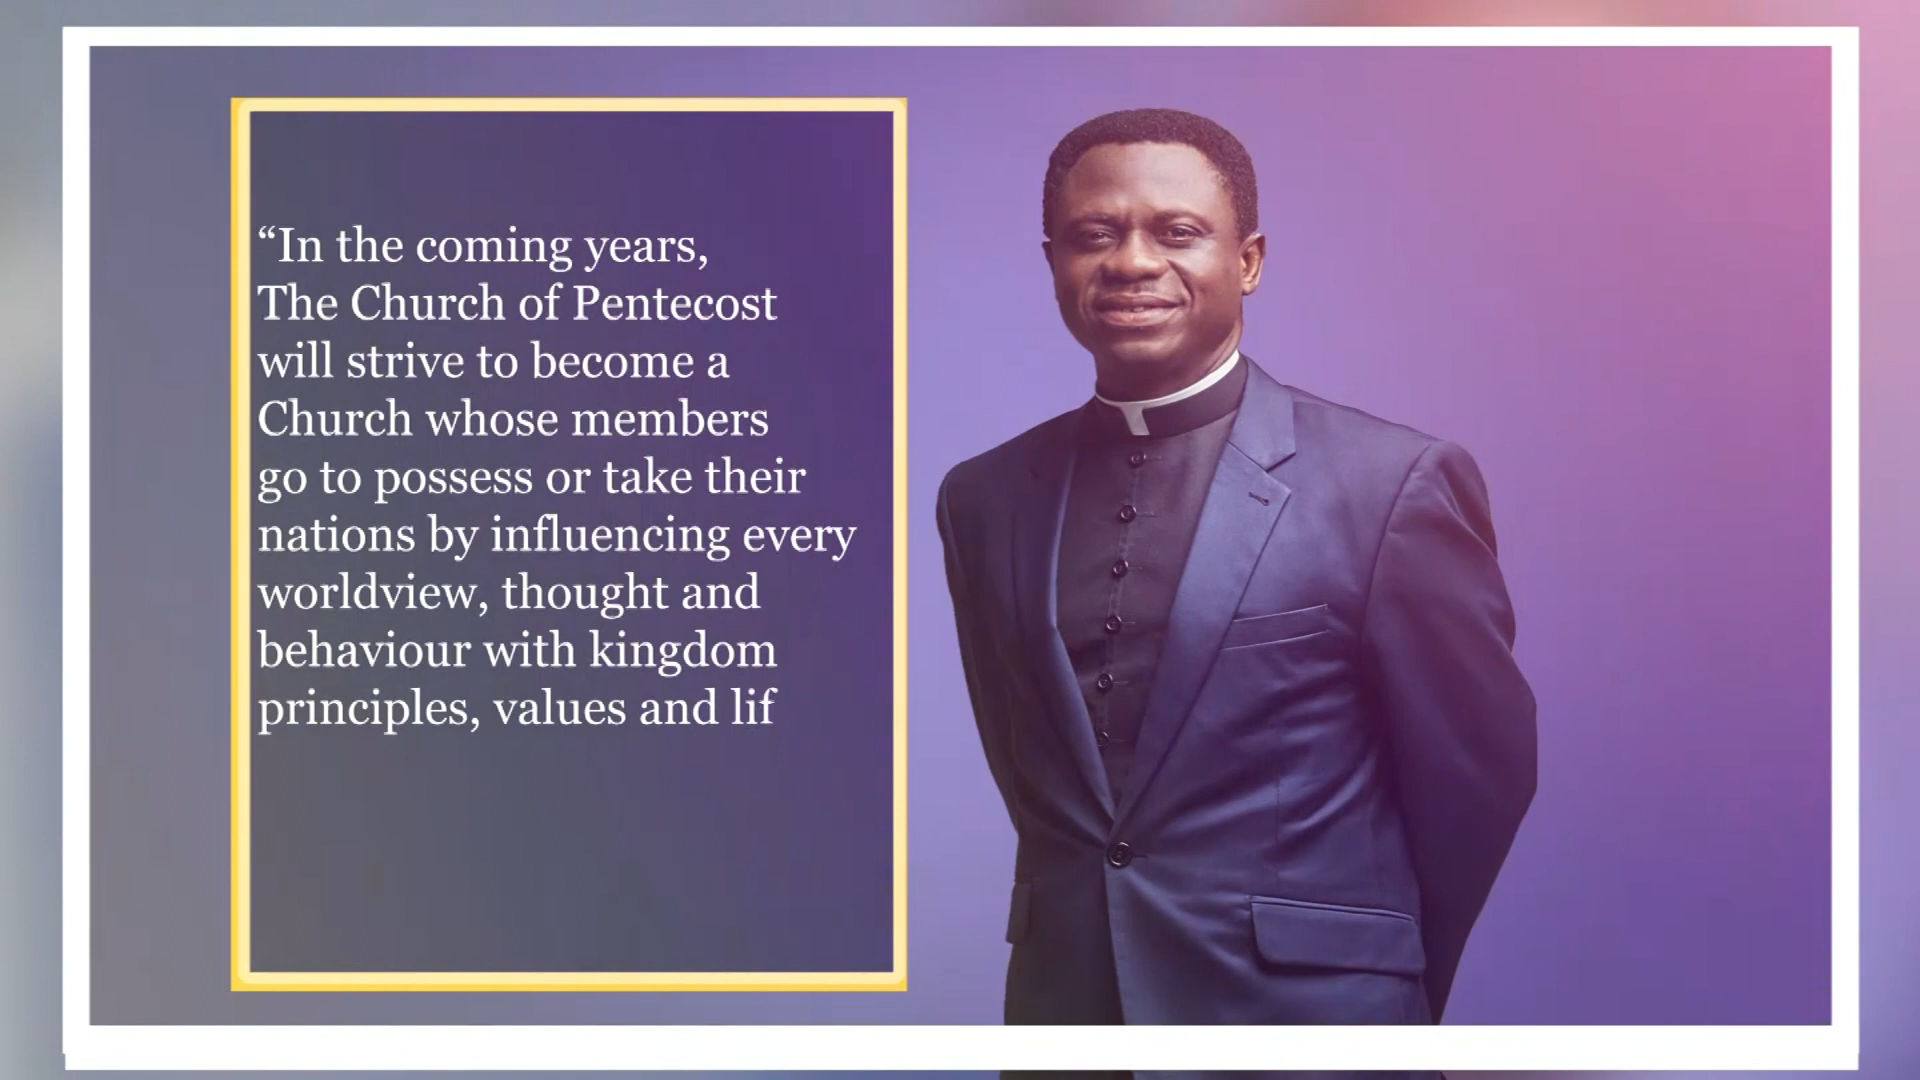 “In the coming years,
The Church of Pentecost
will strive to become a
Church whose members
go to possess or take their
nations by influencing every
worldview, thought and
behaviour with kingdom
principles, values and lif